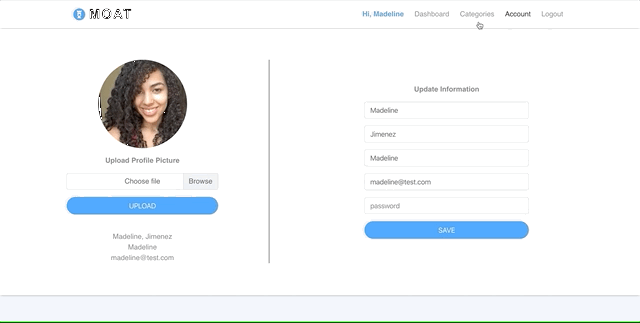 MOAT
Hi, Madeline Dashboard Categories Account Logout
Upload Profile Picture
Choose file Browse
UPLOAD
Madeline, Jimenez
Madeline
madeline@test.com
Update Information
Madeline
Jimenez
Madeline
madeline@test.com
password
SAVE